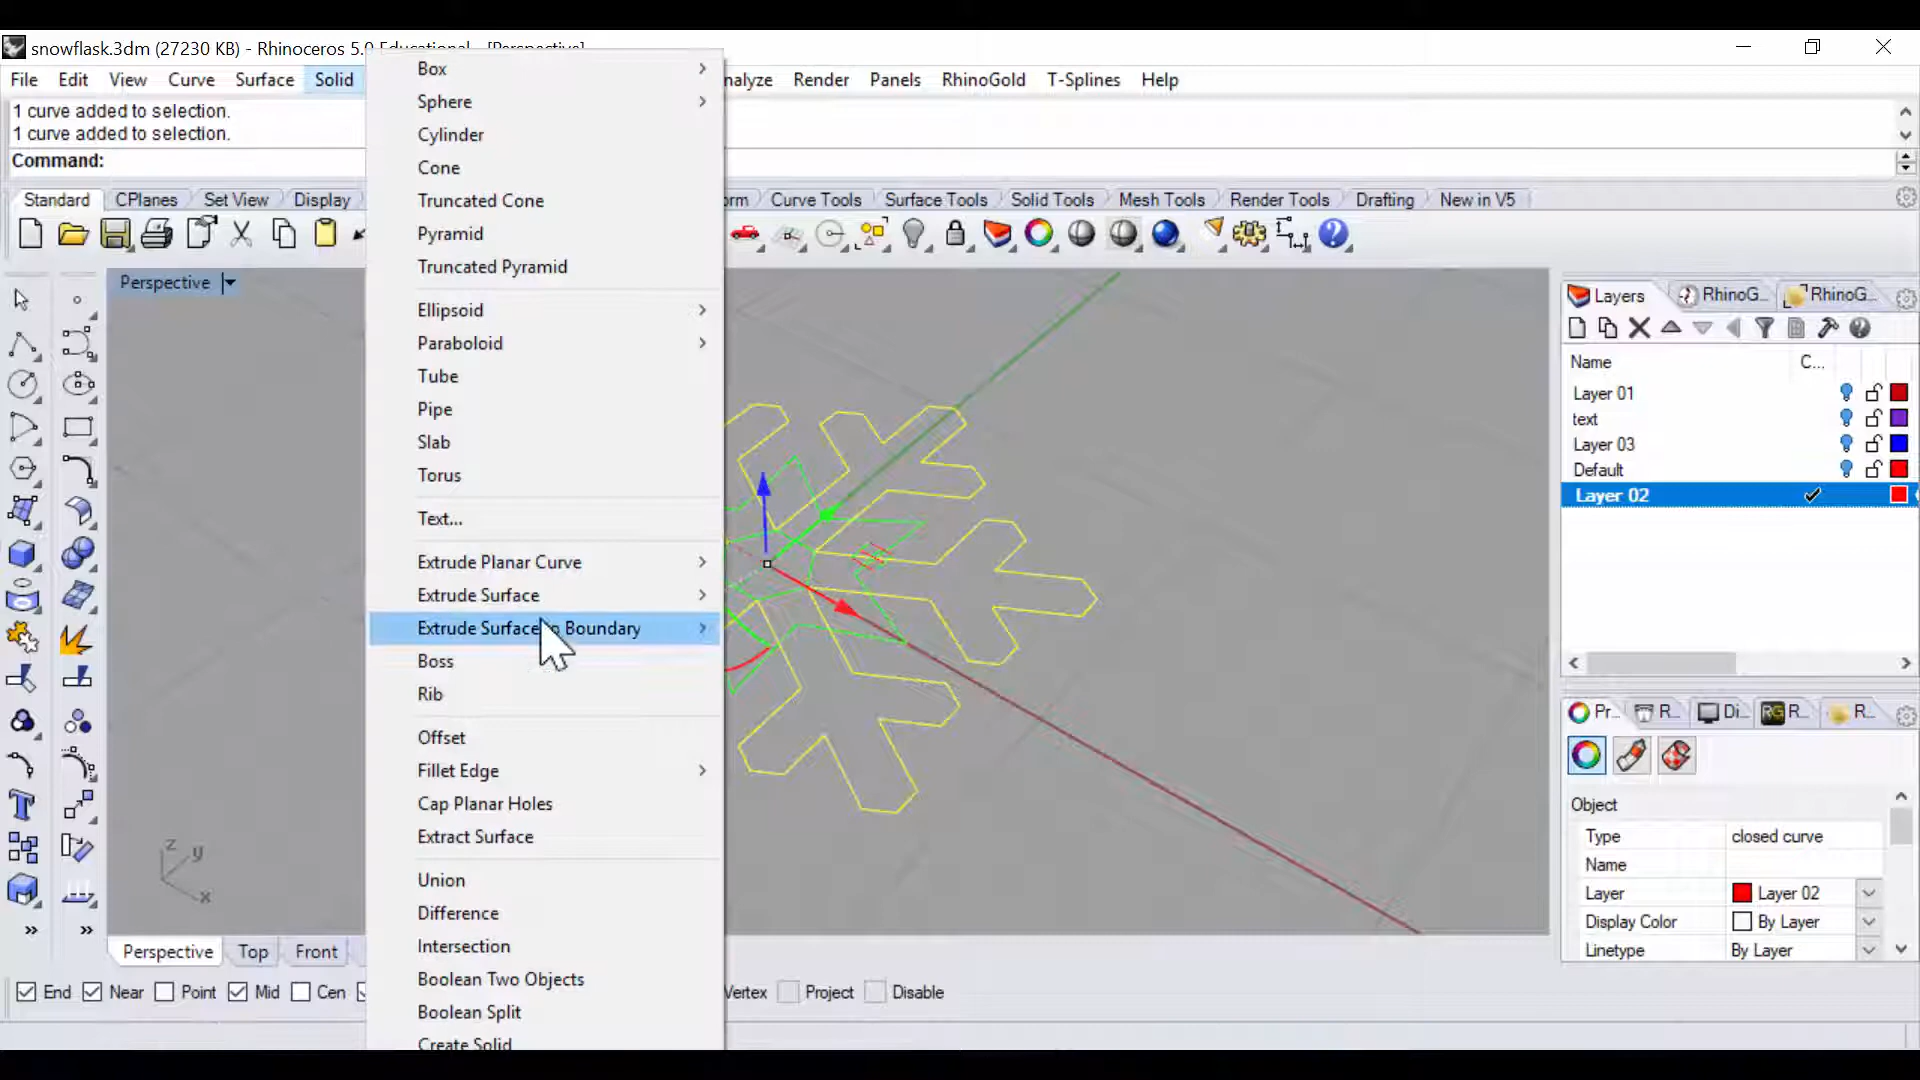 snowflask.3dm (27230 KB) - Rhinoceros 5.0 Educational - [Perspective]
File Edit View Curve Surface Solid nalyze Render Panels RhinoGold T-Splines Help
1 curve added to selection.
1 curve added to selection.
Command:
Standard CPlanes Set View Display orm Curve Tools Surface Tools Solid Tools Mesh Tools Render Tools Drafting New in V5
Perspective
Box
Sphere
Cylinder
Cone
Truncated Cone
Pyramid
Truncated Pyramid
Ellipsoid
Paraboloid
Tube
Pipe
Slab
Torus
Text...
Extrude Planar Curve
Extrude Surface
Extrude Surface Boundary
Boss
Rib
Offset
Fillet Edge
Cap Planar Holes
Extract Surface
Union
Difference
Intersection
Boolean Two Objects
Boolean Split
Create Solid
z y
x
Layers RhinoG... RhinoG...
Name C...
Layer 01
text
Layer 03
Default
Layer 02
Pr... R... Di... RG R... R...
Object
Type closed curve
Name
Layer Layer 02
Display Color By Layer
Linetype By Layer
Perspective Top Front
End Near Point Mid Cen Vertex Project Disable